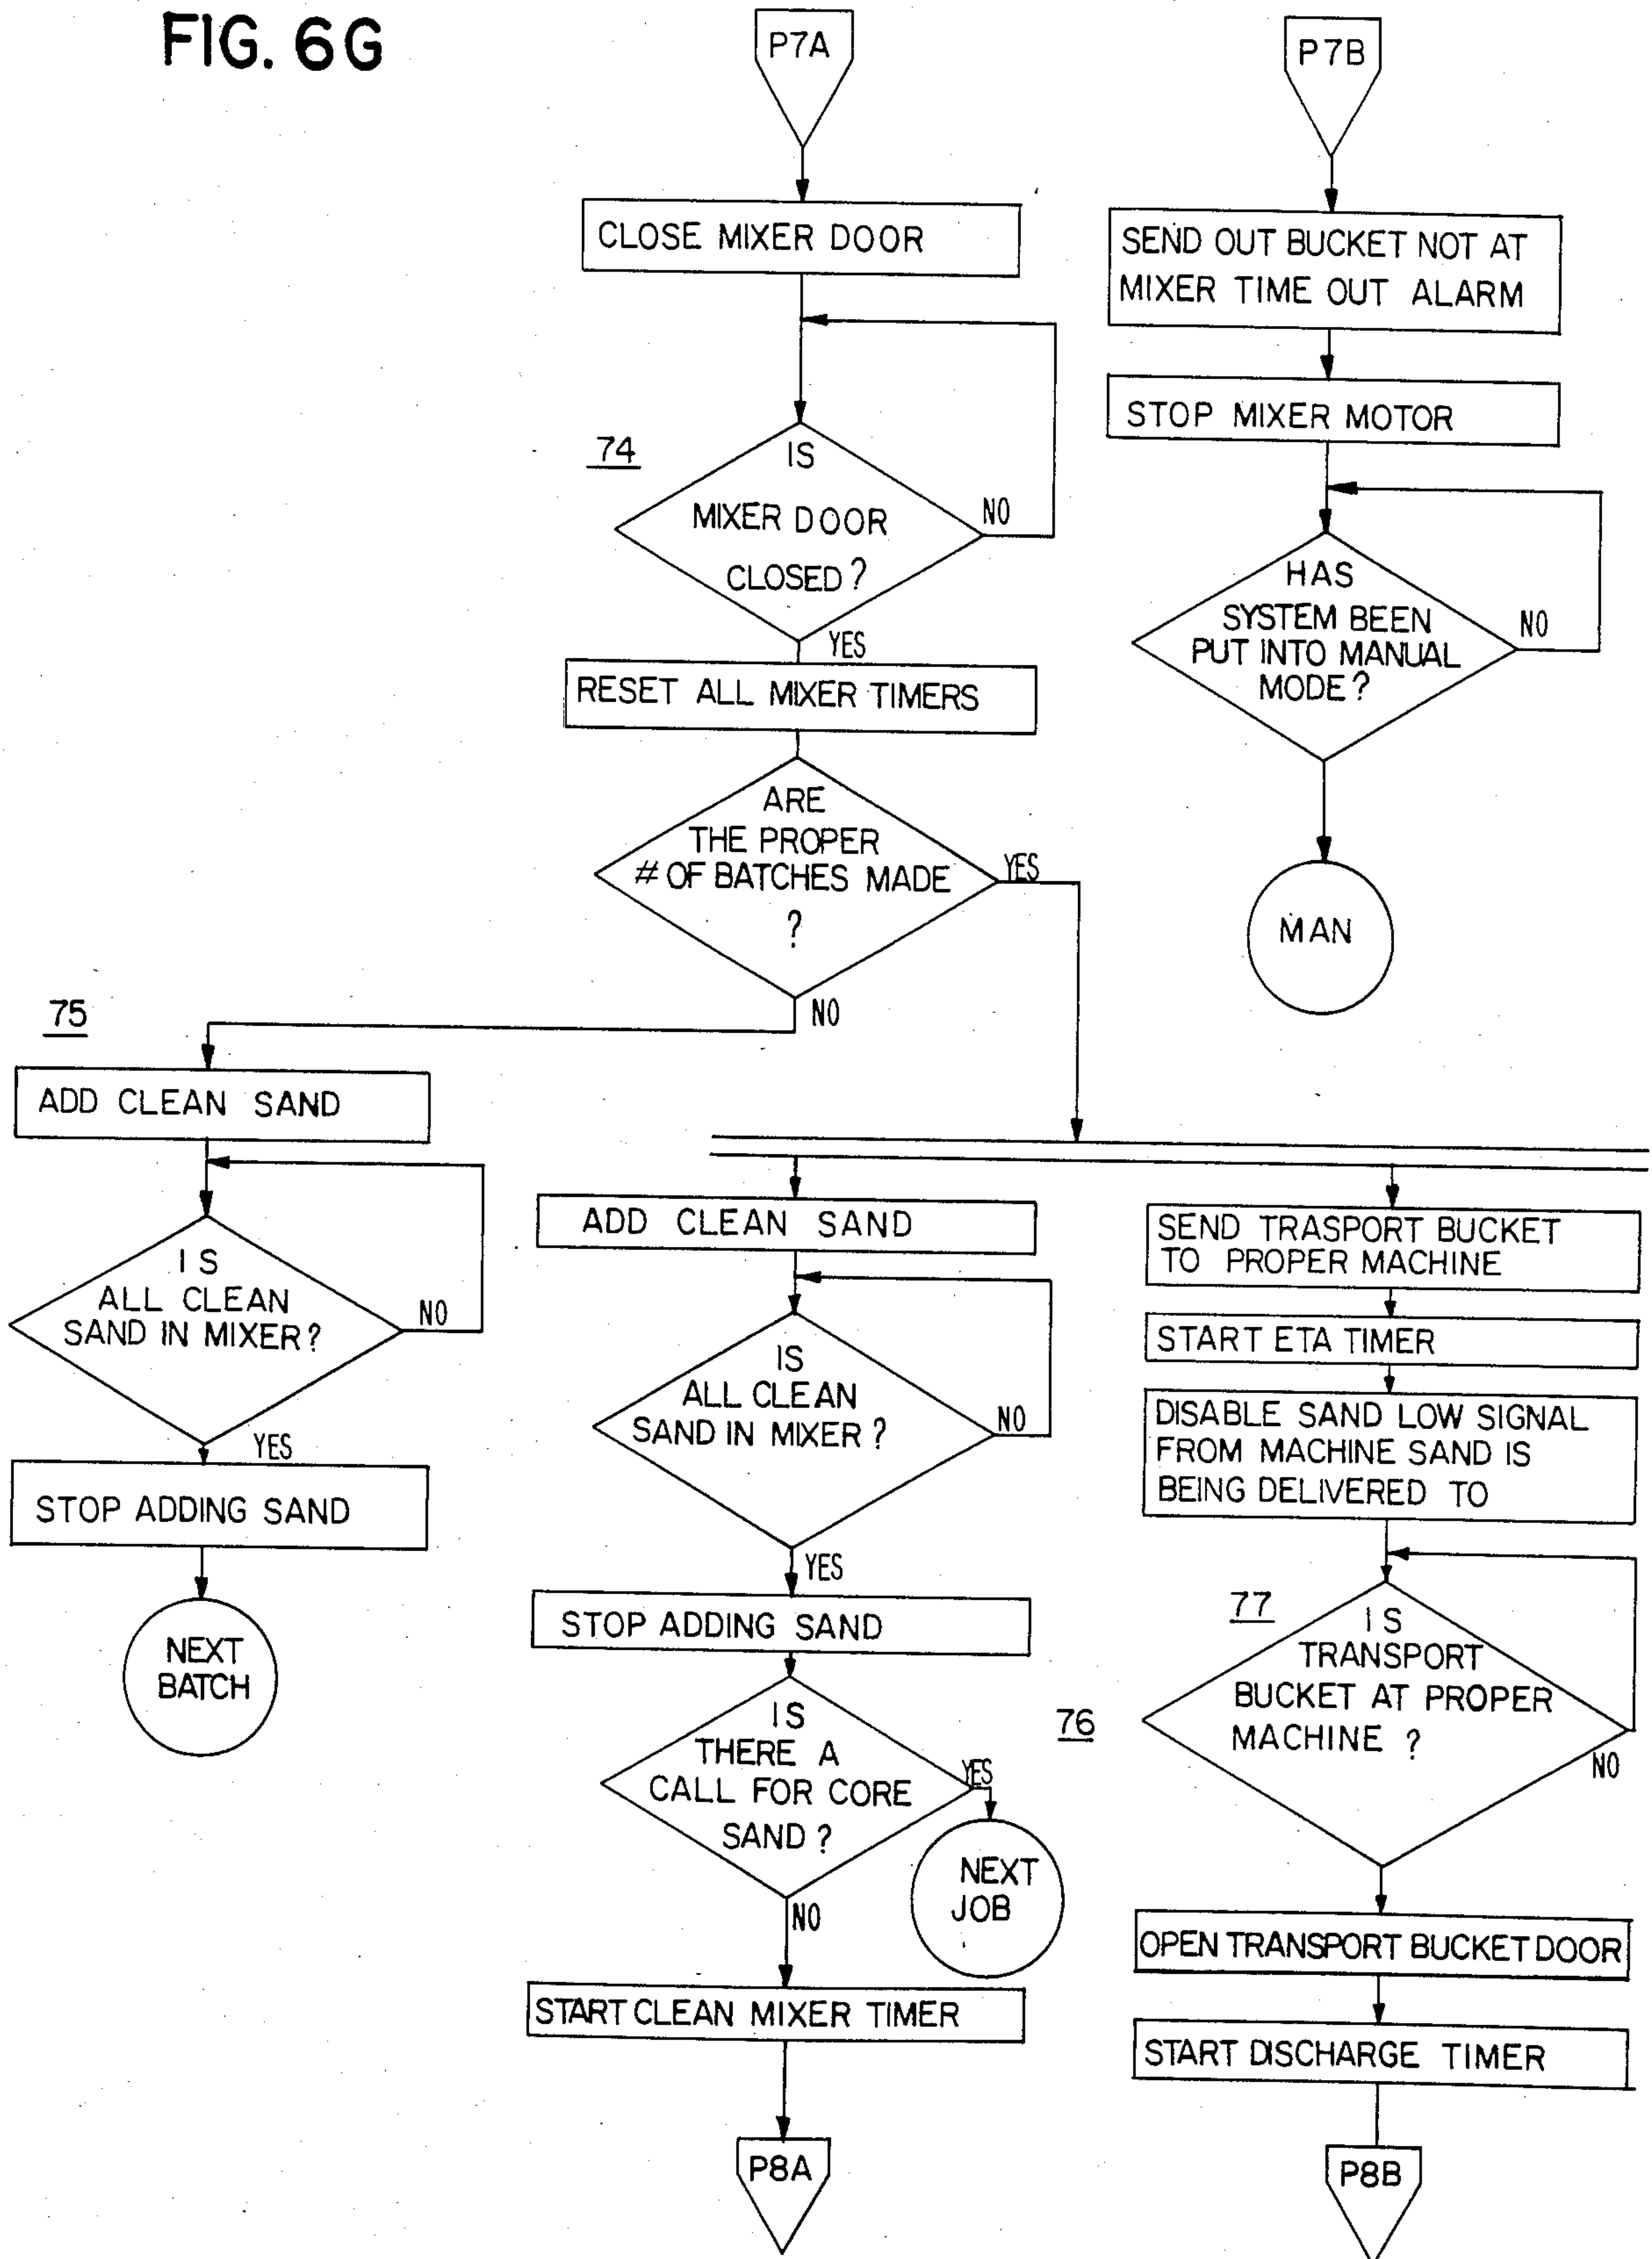 FIG. 6G
P7A
CLOSE MIXER DOOR
74
IS
MIXER DOOR
CLOSED?
NO
YES
RESET ALL MIXER TIMERS
ARE
THE PROPER
# OF BATCHES MADE
?
YES
NO
P7B
SEND OUT BUCKET NOT AT
MIXER TIME OUT ALARM
STOP MIXER MOTOR
HAS
SYSTEM BEEN
PUT INTO MANUAL
MODE?
NO
MAN
75
ADD CLEAN SAND
IS
ALL CLEAN
SAND IN MIXER?
NO
YES
STOP ADDING SAND
NEXT
BATCH
ADD CLEAN SAND
IS
ALL CLEAN
SAND IN MIXER?
NO
YES
STOP ADDING SAND
IS
THERE A
CALL FOR CORE
SAND?
YES
NEXT
JOB
NO
START CLEAN MIXER TIMER
P8A
76
SEND TRASPORT BUCKET
TO PROPER MACHINE
START ETA TIMER
DISABLE SAND LOW SIGNAL
FROM MACHINE SAND IS
BEING DELIVERED TO
77
IS
TRANSPORT
BUCKET AT PROPER
MACHINE ?
NO
OPEN TRANSPORT BUCKET DOOR
START DISCHARGE TIMER
P8B